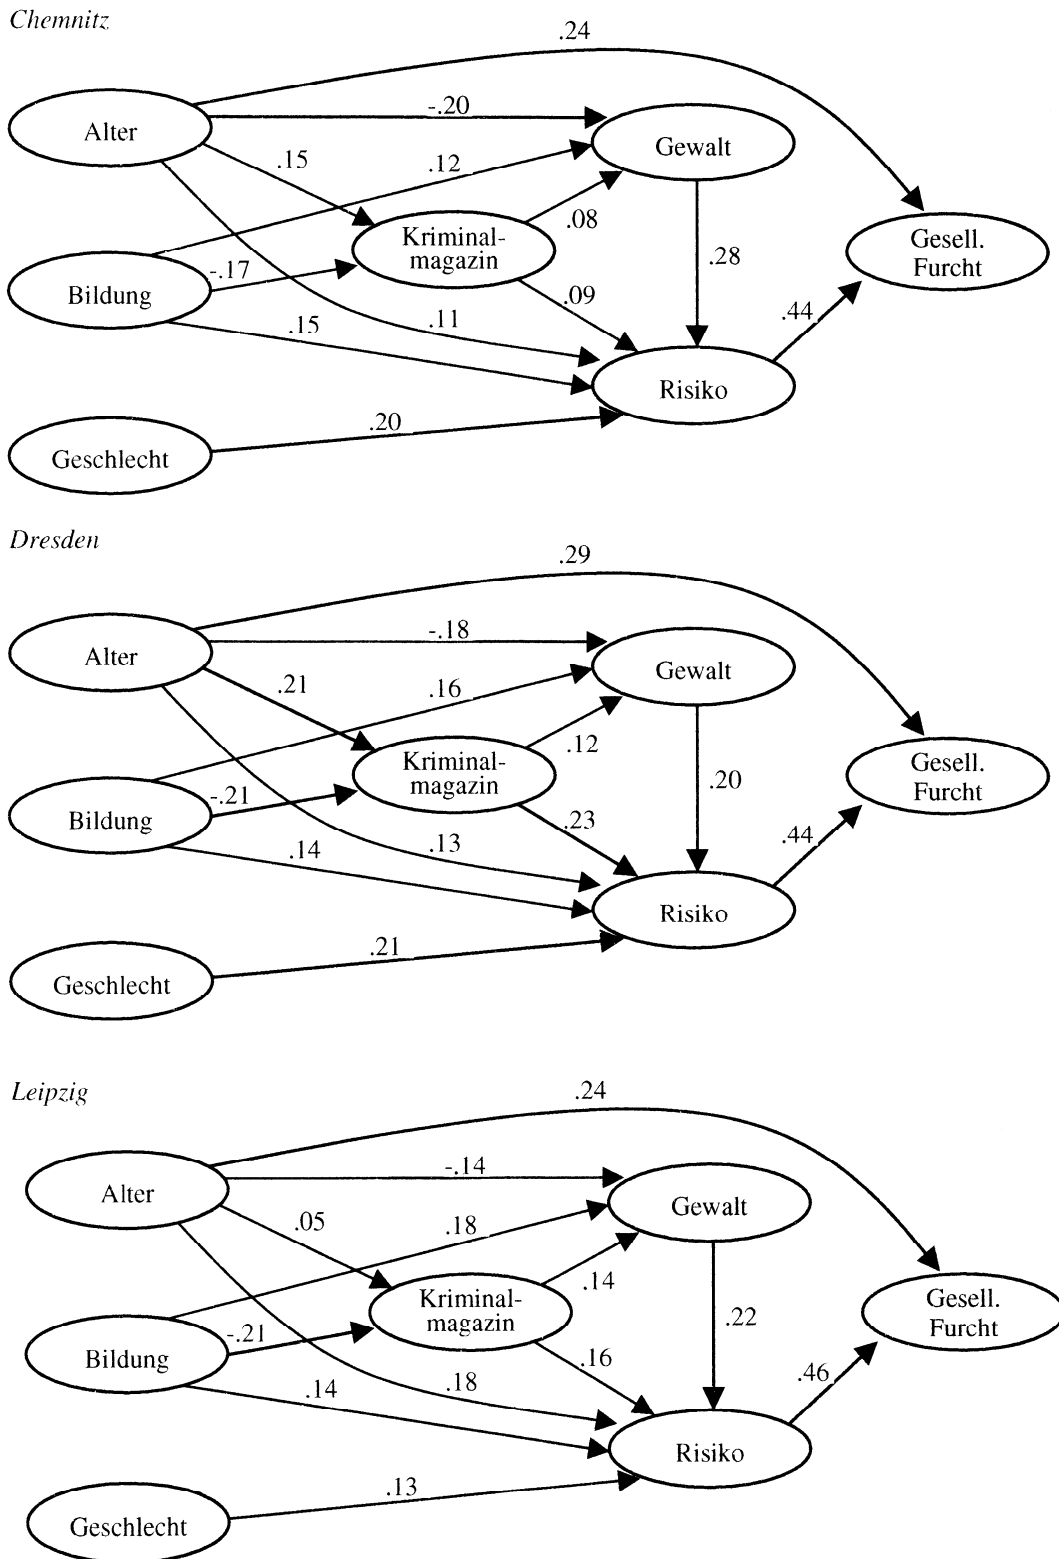 Chemnitz
.24
Alter
-.20
Gewalt
.15
.12
Kriminal-
magazin
.08
Gesell.
Furcht
Bildung
-.17
.28
.09
.44
.15
.11
Risiko
.20
Geschlecht
Dresden
.29
Alter
-.18
Gewalt
.21
.16
Kriminal-
magazin
.12
Gesell.
Furcht
Bildung
-.21
.20
.23
.44
.14
.13
Risiko
.21
Geschlecht
Leipzig
.24
Alter
-.14
Gewalt
.05
.18
Kriminal-
magazin
.14
Gesell.
Furcht
Bildung
-.21
.22
.16
.46
.14
.18
Risiko
.13
Geschlecht